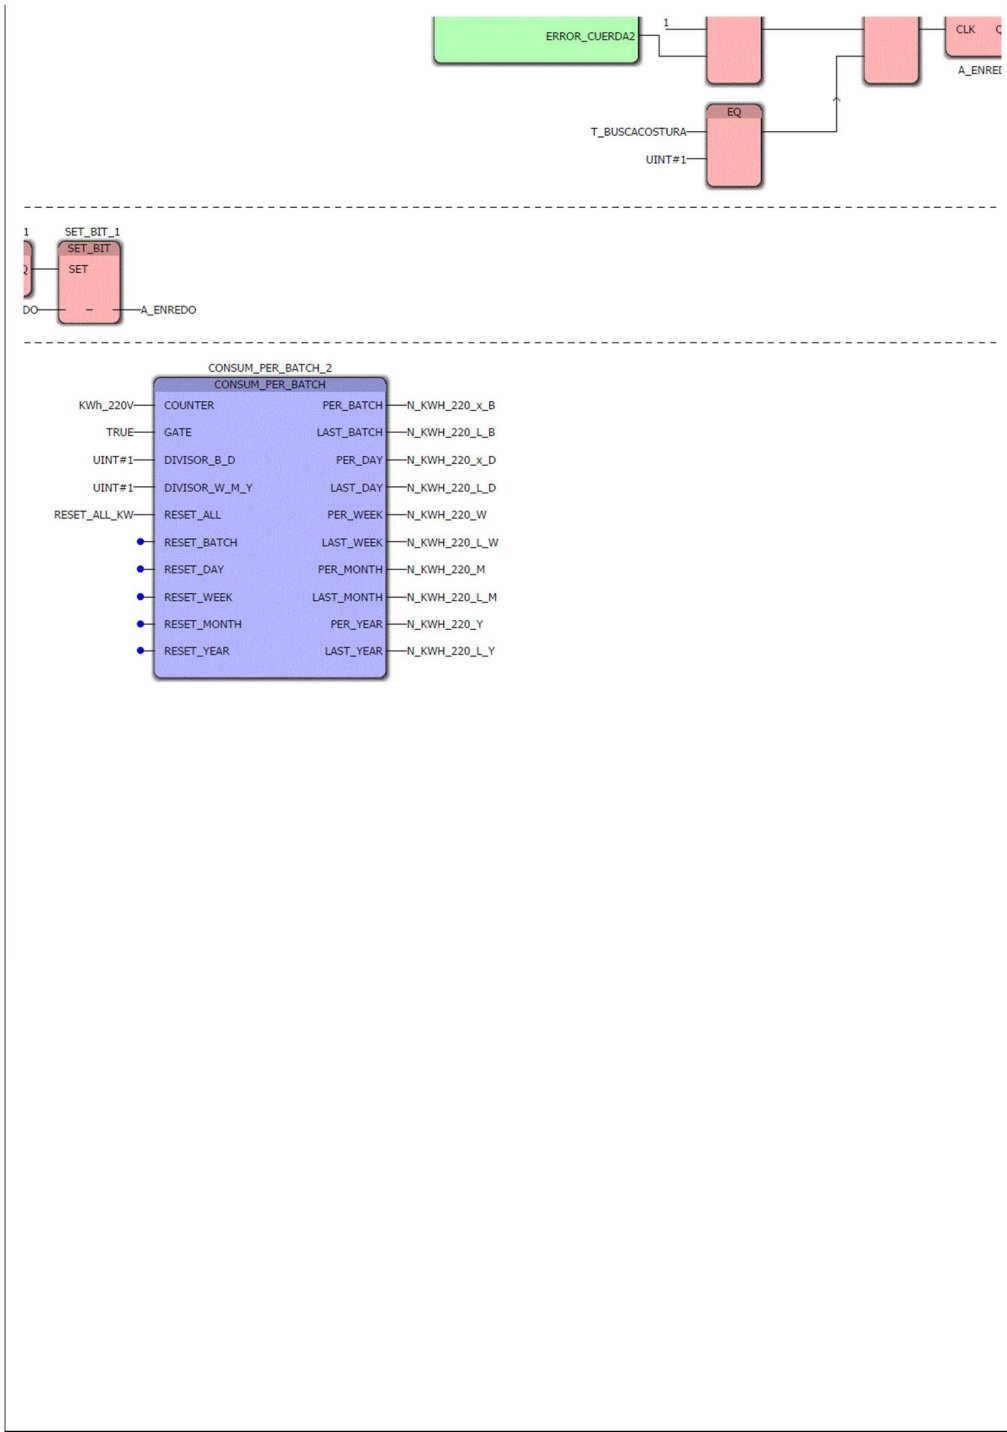 1
ERROR_CUERDA2
CLK
A_ENRED
EQ
T_BUSCACOSTURA
UINT#1
1
SET_BIT_1
SET_BIT
SET
DO
–
A_ENREDO
CONSUM_PER_BATCH_2
CONSUM_PER_BATCH
KWh_220V COUNTER PER_BATCH N_KWH_220_x_B
TRUE GATE LAST_BATCH N_KWH_220_L_B
UINT#1 DIVISOR_B_D PER_DAY N_KWH_220_x_D
UINT#1 DIVISOR_W_M_Y LAST_DAY N_KWH_220_L_D
RESET_ALL_KW RESET_ALL PER_WEEK N_KWH_220_W
RESET_BATCH LAST_WEEK N_KWH_220_L_W
RESET_DAY PER_MONTH N_KWH_220_M
RESET_WEEK LAST_MONTH N_KWH_220_L_M
RESET_MONTH PER_YEAR N_KWH_220_Y
RESET_YEAR LAST_YEAR N_KWH_220_L_Y